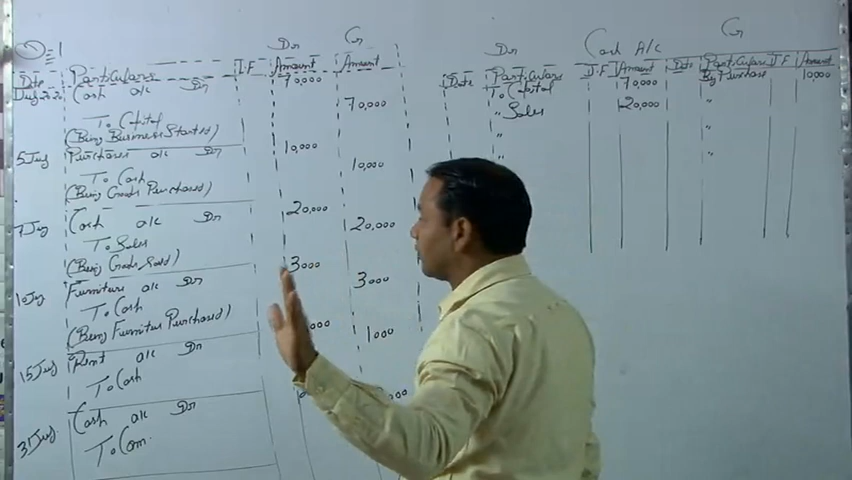 Q=1
Dr Cr
Date Particulars J.F Amount Amount
Cash a/c Dr 70,000
To Capital 70,000
(Being Business Started)
5 July Purchases a/c Dr 10,000
To Cash 10,000
(Being Goods Purchased)
7 July Cash a/c Dr 20,000
To Sales 20,000
(Being Goods Sold)
10 July Furniture a/c Dr 3000
To Cash 3000
(Being Furniture Purchased)
15 July Rent a/c Dr 000
To Cash 1000
31 July Cash a/c Dr
To Com. 000
Dr Cash A/c Cr
Date Particulars J.F Amount Date Particulars J.F Amount
To Capital 70,000 By Purchase 10,000
" Sales 20,000 "
" "
" "